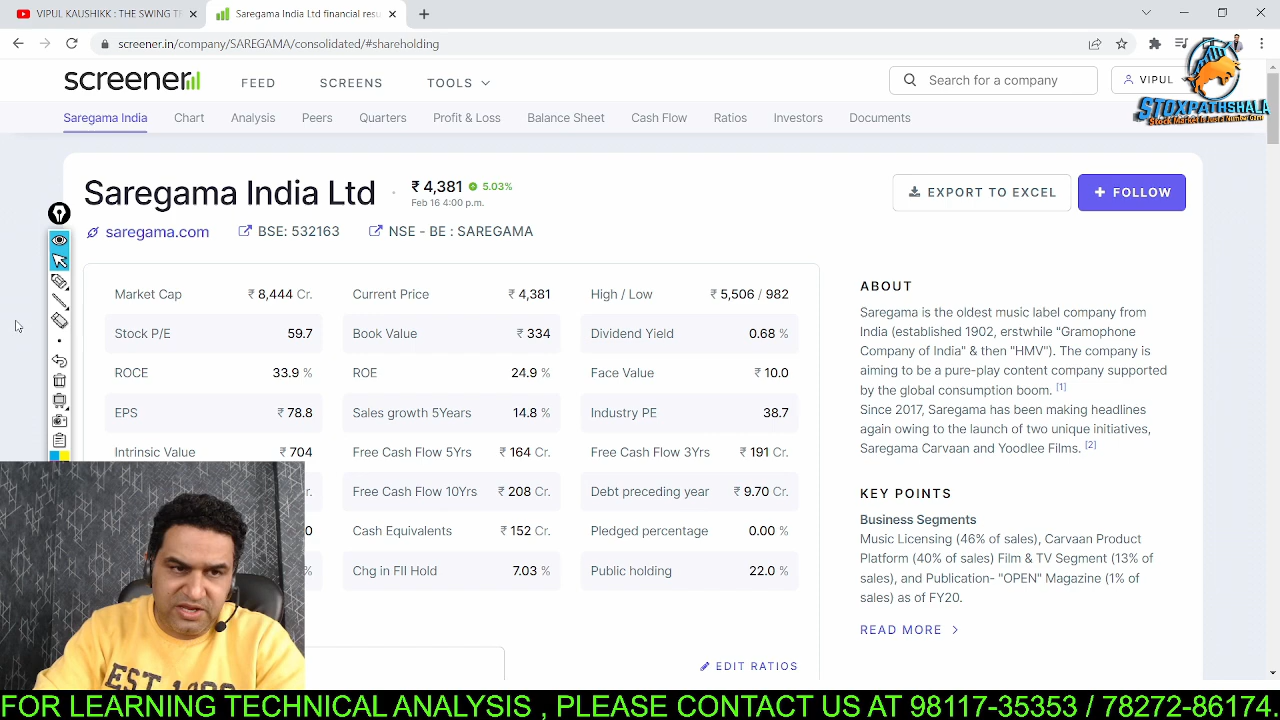 VIPUL KAUSHIKK : THE SWING T
Saregama India Ltd financial resu
screener.in/company/SAREGAMA/consolidated/#shareholding
screener
FEED
SCREENS
TOOLS
Search for a company
VIPUL
STOXPATHSHALA
Stock Market is Just a Number Game
Saregama India
Chart
Analysis
Peers
Quarters
Profit & Loss
Balance Sheet
Cash Flow
Ratios
Investors
Documents
Saregama India Ltd
₹ 4,381 5.03%
Feb 16 4:00 p.m.
EXPORT TO EXCEL
+ FOLLOW
saregama.com
BSE: 532163
NSE - BE : SAREGAMA
Market Cap ₹ 8,444 Cr.
Current Price ₹ 4,381
High / Low ₹ 5,506 / 982
Stock P/E 59.7
Book Value ₹ 334
Dividend Yield 0.68 %
ROCE 33.9 %
ROE 24.9 %
Face Value ₹ 10.0
EPS ₹ 78.8
Sales growth 5Years 14.8 %
Industry PE 38.7
Intrinsic Value ₹ 704
Free Cash Flow 5Yrs ₹ 164 Cr.
Free Cash Flow 3Yrs ₹ 191 Cr.
r.
Free Cash Flow 10Yrs ₹ 208 Cr.
Debt preceding year ₹ 9.70 Cr.
0
Cash Equivalents ₹ 152 Cr.
Pledged percentage 0.00 %
%
Chg in FII Hold 7.03 %
Public holding 22.0 %
EDIT RATIOS
ABOUT
Saregama is the oldest music label company from
India (established 1902, erstwhile "Gramophone
Company of India" & then "HMV"). The company is
aiming to be a pure-play content company supported
by the global consumption boom. [1]
Since 2017, Saregama has been making headlines
again owing to the launch of two unique initiatives,
Saregama Carvaan and Yoodlee Films. [2]
KEY POINTS
Business Segments
Music Licensing (46% of sales), Carvaan Product
Platform (40% of sales) Film & TV Segment (13% of
sales), and Publication- "OPEN" Magazine (1% of
sales) as of FY20.
READ MORE
FOR LEARNING TECHNICAL ANALYSIS , PLEASE CONTACT US AT 98117-35353 / 78272-86174.